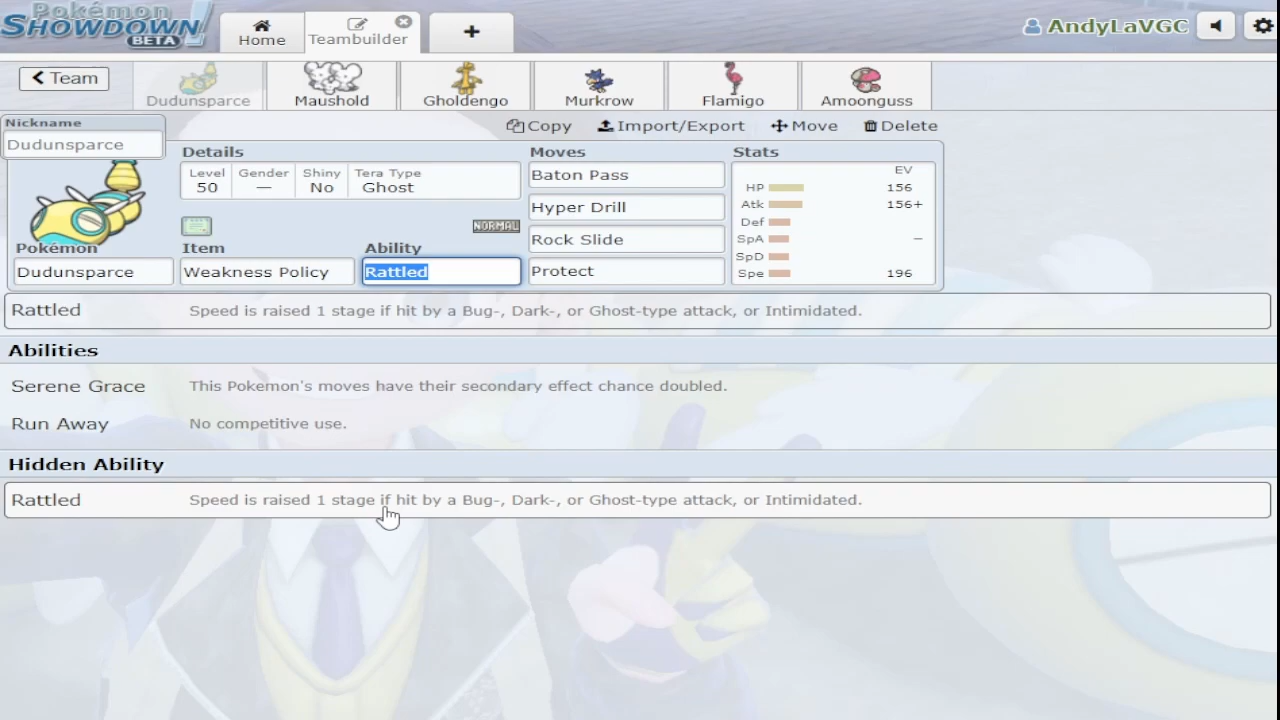 Pokémon
SHOWDOWN!
BETA
Home
Teambuilder
AndyLaVGC
Team
Dudunsparce
Maushold
Gholdengo
Murkrow
Flamigo
Amoonguss
Nickname
Dudunsparce
Copy Import/Export Move Delete
Details
Level Gender Shiny Tera Type
50 — No Ghost
NORMAL
Pokémon
Dudunsparce
Item
Weakness Policy
Ability
Rattled
Moves
Baton Pass
Hyper Drill
Rock Slide
Protect
Stats
EV
HP 156
Atk 156+
Def
SpA –
SpD
Spe 196
Rattled Speed is raised 1 stage if hit by a Bug-, Dark-, or Ghost-type attack, or Intimidated.
Abilities
Serene Grace This Pokemon's moves have their secondary effect chance doubled.
Run Away No competitive use.
Hidden Ability
Rattled Speed is raised 1 stage if hit by a Bug-, Dark-, or Ghost-type attack, or Intimidated.